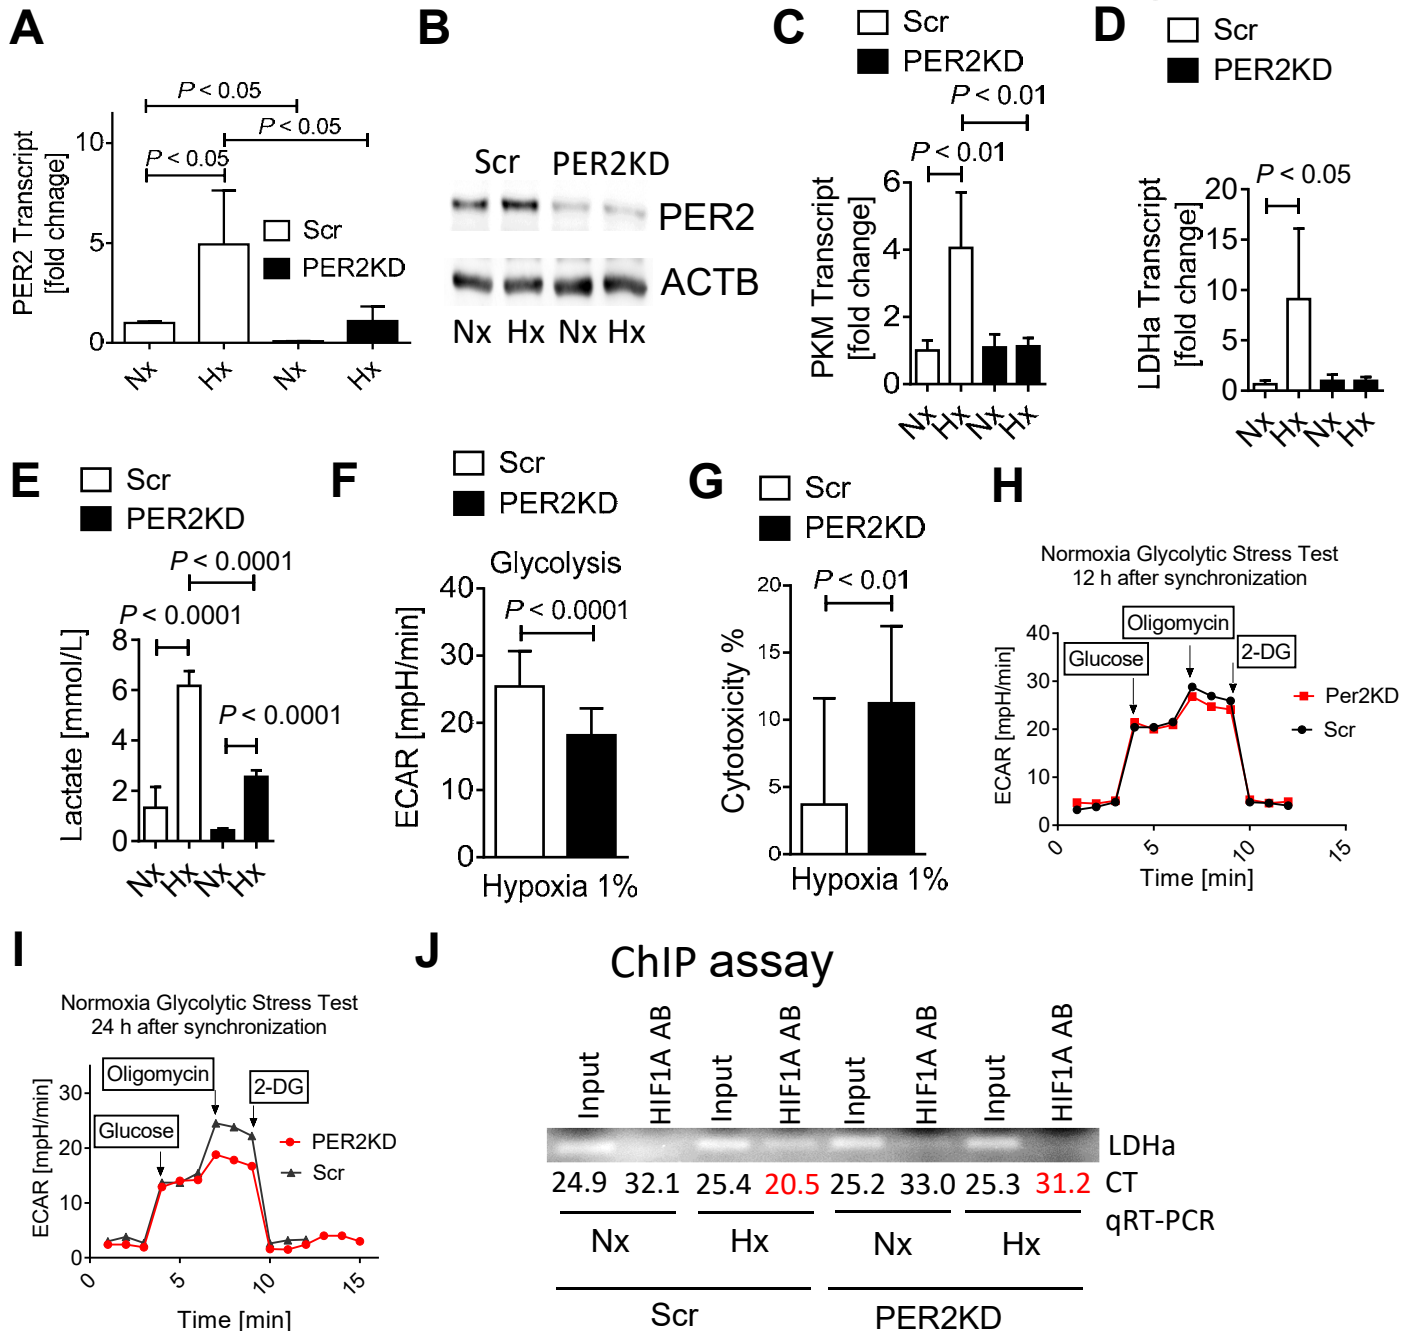 A
P < 0.05
P < 0.05
P < 0.05
PER2 Transcript
[fold chnage]
10
5
0
Scr
PER2KD
Nx
Hx
Nx
Hx
B
Scr PER2KD
PER2
ACTB
Nx Hx Nx Hx
C
Scr
PER2KD
P < 0.01
P < 0.01
PKM Transcript
[fold change]
6
4
2
0
Nx
Hx
Nx
Hx
D
Scr
PER2KD
P < 0.05
LDHa Transcript
[fold change]
20
15
10
5
0
Nx
Hx
Nx
Hx
E
Scr
PER2KD
P < 0.0001
P < 0.0001
P < 0.0001
Lactate [mmol/L]
8
6
4
2
0
Nx
Hx
Nx
Hx
F
Scr
PER2KD
Glycolysis
P < 0.0001
ECAR [mpH/min]
40
30
20
10
0
Hypoxia 1%
G
Scr
PER2KD
P < 0.01
Cytotoxicity %
20
15
10
5
0
Hypoxia 1%
H
Normoxia Glycolytic Stress Test
12 h after synchronization
Oligomycin
Glucose
2-DG
ECAR [mpH/min]
40
30
20
10
0
Per2KD
Scr
0
5
10
15
Time [min]
I
Normoxia Glycolytic Stress Test
24 h after synchronization
Oligomycin
2-DG
Glucose
ECAR [mpH/min]
30
20
10
0
PER2KD
Scr
0
5
10
15
Time [min]
J
ChIP assay
Input
HIF1A AB
Input
HIF1A AB
Input
HIF1A AB
Input
HIF1A AB
LDHa
24.9 32.1 25.4 20.5 25.2 33.0 25.3 31.2 CT
qRT-PCR
Nx Hx Nx Hx
Scr PER2KD